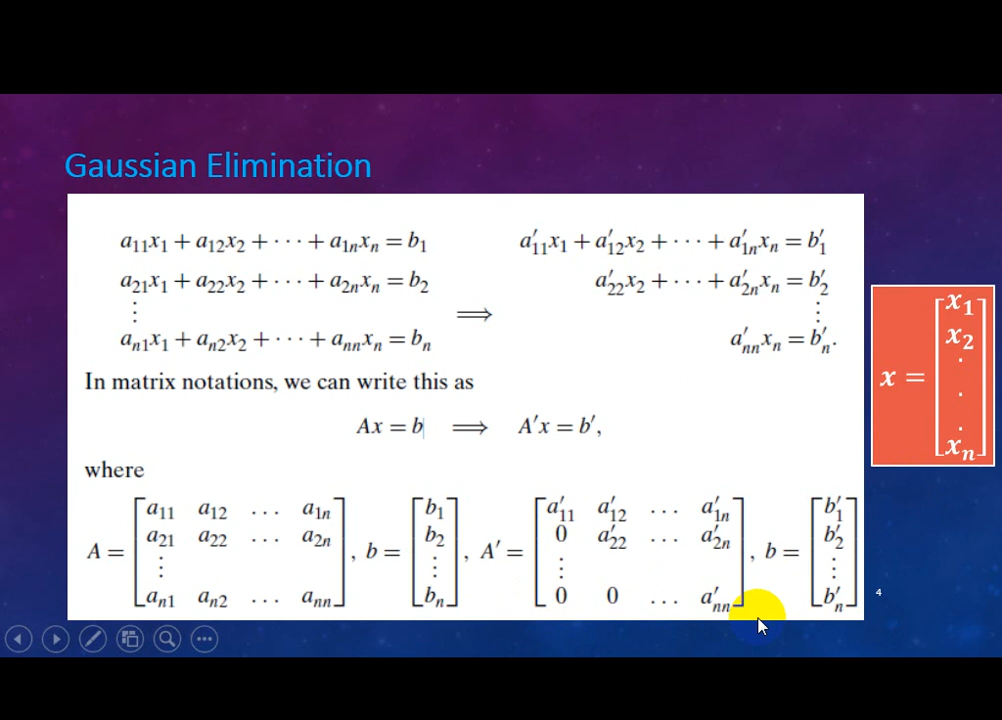 Gaussian Elimination
a₁₁x₁ + a₁₂x₂ + ··· + a₁ₙxₙ = b₁    a′₁₁x₁ + a′₁₂x₂ + ··· + a′₁ₙxₙ = b′₁
a₂₁x₁ + a₂₂x₂ + ··· + a₂ₙxₙ = b₂    a′₂₂x₂ + ··· + a′₂ₙxₙ = b′₂
⋮ ⟹ ⋮
aₙ₁x₁ + aₙ₂x₂ + ··· + aₙₙxₙ = bₙ    a′ₙₙxₙ = b′ₙ.
In matrix notations, we can write this as
Ax = b ⟹ A′x = b′,
where
A = [a₁₁ a₁₂ … a₁ₙ; a₂₁ a₂₂ … a₂ₙ; ⋮; aₙ₁ aₙ₂ … aₙₙ], b = [b₁; b₂; ⋮; bₙ], A′ = [a′₁₁ a′₁₂ … a′₁ₙ; 0 a′₂₂ … a′₂ₙ; ⋮; 0 0 … a′ₙₙ], b = [b′₁; b′₂; ⋮; b′ₙ]
x = [x₁; x₂; .; .; .; xₙ]
4